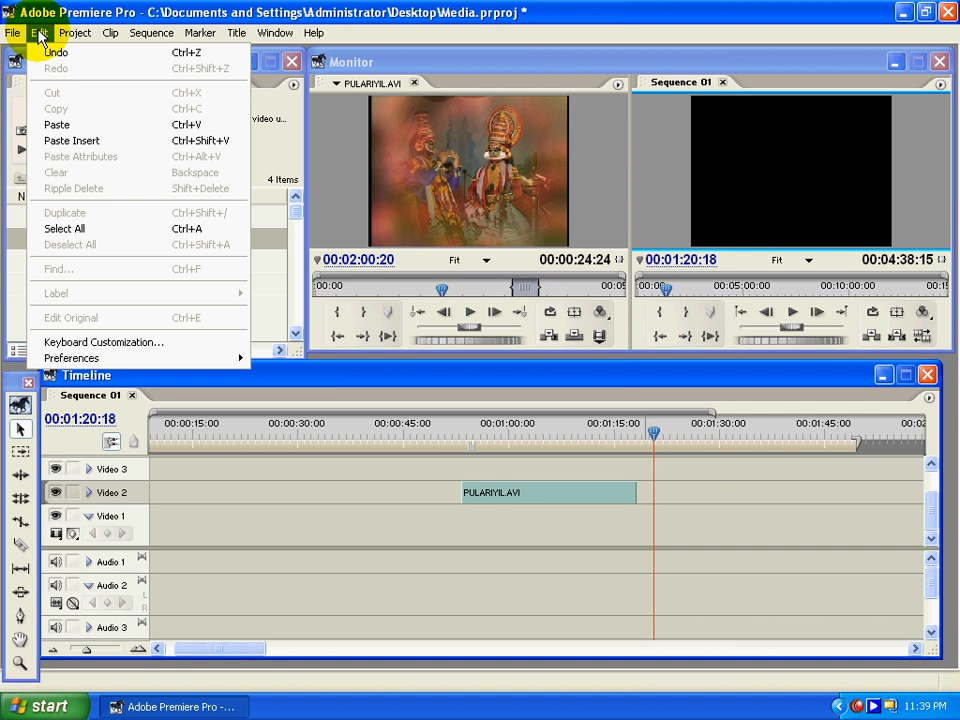 Adobe Premiere Pro - C:\Documents and Settings\Administrator\Desktop\Media.prproj *
File Edit Project Clip Sequence Marker Title Window Help
Undo Ctrl+Z
Redo Ctrl+Shift+Z
Cut Ctrl+X
Copy Ctrl+C
Paste Ctrl+V
Paste Insert Ctrl+Shift+V
Paste Attributes Ctrl+Alt+V
Clear Backspace
Ripple Delete Shift+Delete
Duplicate Ctrl+Shift+/
Select All Ctrl+A
Deselect All Ctrl+Shift+A
Find... Ctrl+F
Label
Edit Original Ctrl+E
Keyboard Customization...
Preferences
video u...
4 Items
N
Monitor
PULARIYIL.AVI
Sequence 01
00:02:00:20 Fit 00:00:24:24
00:01:20:18 Fit 00:04:38:15
:00:00 00:05
00:00 00:05:00:00 00:10:00:00 00:1
Timeline
Sequence 01
00:01:20:18
00:00:15:00 00:00:30:00 00:00:45:00 00:01:00:00 00:01:15:00 00:01:30:00 00:01:45:00 00:02
Video 3
Video 2
PULARIYIL.AVI
Video 1
Audio 1
Audio 2
L
R
Audio 3
start
Adobe Premiere Pro -...
11:39 PM